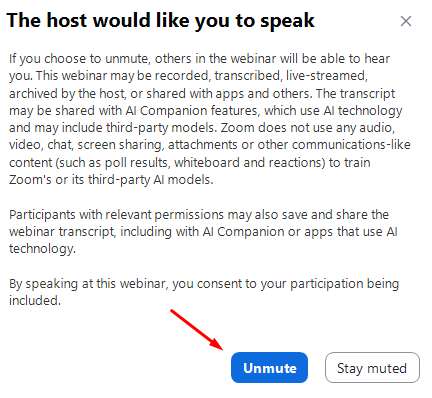 The host would like you to speak
If you choose to unmute, others in the webinar will be able to hear
you. This webinar may be recorded, transcribed, live-streamed,
archived by the host, or shared with apps and others. The transcript
may be shared with AI Companion features, which use AI technology
and may include third-party models. Zoom does not use any audio,
video, chat, screen sharing, attachments or other communications-like
content (such as poll results, whiteboard and reactions) to train
Zoom's or its third-party AI models.
Participants with relevant permissions may also save and share the
webinar transcript, including with AI Companion or apps that use AI
technology.
By speaking at this webinar, you consent to your participation being
included.
Unmute
Stay muted